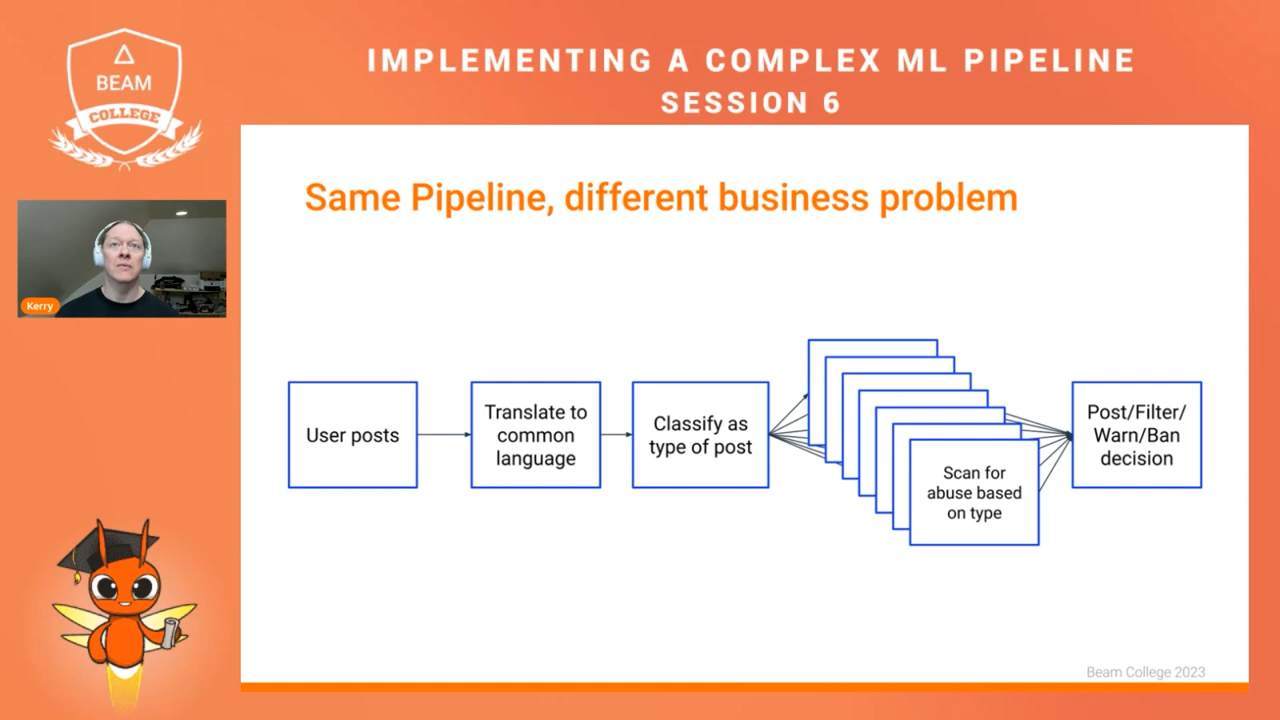 IMPLEMENTING A COMPLEX ML PIPELINE
SESSION 6
BEAM
COLLEGE
Kerry
Same Pipeline, different business problem
User posts
Translate to
common
language
Classify as
type of post
Scan for
abuse based
on type
Post/Filter/
Warn/Ban
decision
Beam College 2023